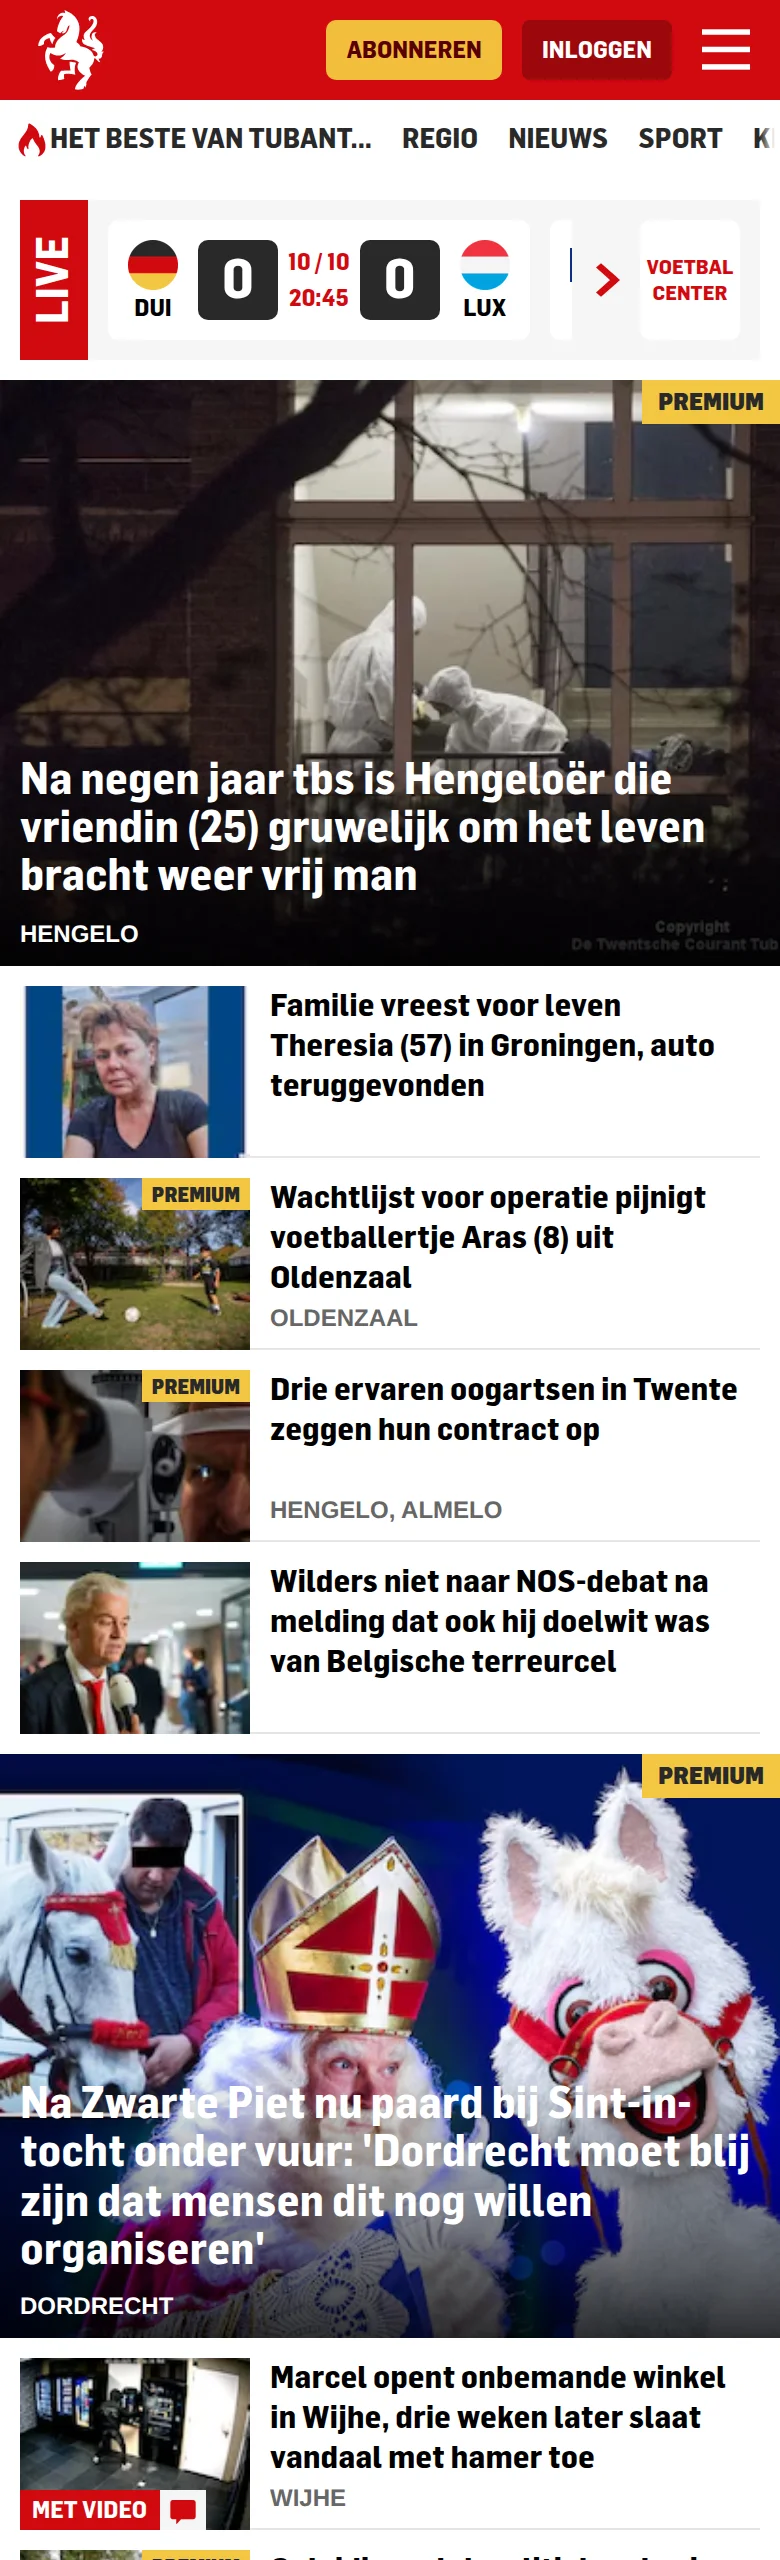 ABONNEREN
INLOGGEN
HET BESTE VAN TUBANT... REGIO NIEUWS SPORT
LIVE
DUI
0
10 / 10
20:45
0
LUX
VOETBAL
CENTER
PREMIUM
Na negen jaar tbs is Hengeloër die
vriendin (25) gruwelijk om het leven
bracht weer vrij man
HENGELO
Copyright
De Twentsche Courant Tub
Familie vreest voor leven
Theresia (57) in Groningen, auto
teruggevonden
PREMIUM
Wachtlijst voor operatie pijnigt
voetballertje Aras (8) uit
Oldenzaal
OLDENZAAL
PREMIUM
Drie ervaren oogartsen in Twente
zeggen hun contract op
HENGELO, ALMELO
Wilders niet naar NOS-debat na
melding dat ook hij doelwit was
van Belgische terreurcel
PREMIUM
Na Zwarte Piet nu paard bij Sint-in-
tocht onder vuur: 'Dordrecht moet blij
zijn dat mensen dit nog willen
organiseren'
DORDRECHT
Marcel opent onbemande winkel
in Wijhe, drie weken later slaat
vandaal met hamer toe
WIJHE
MET VIDEO